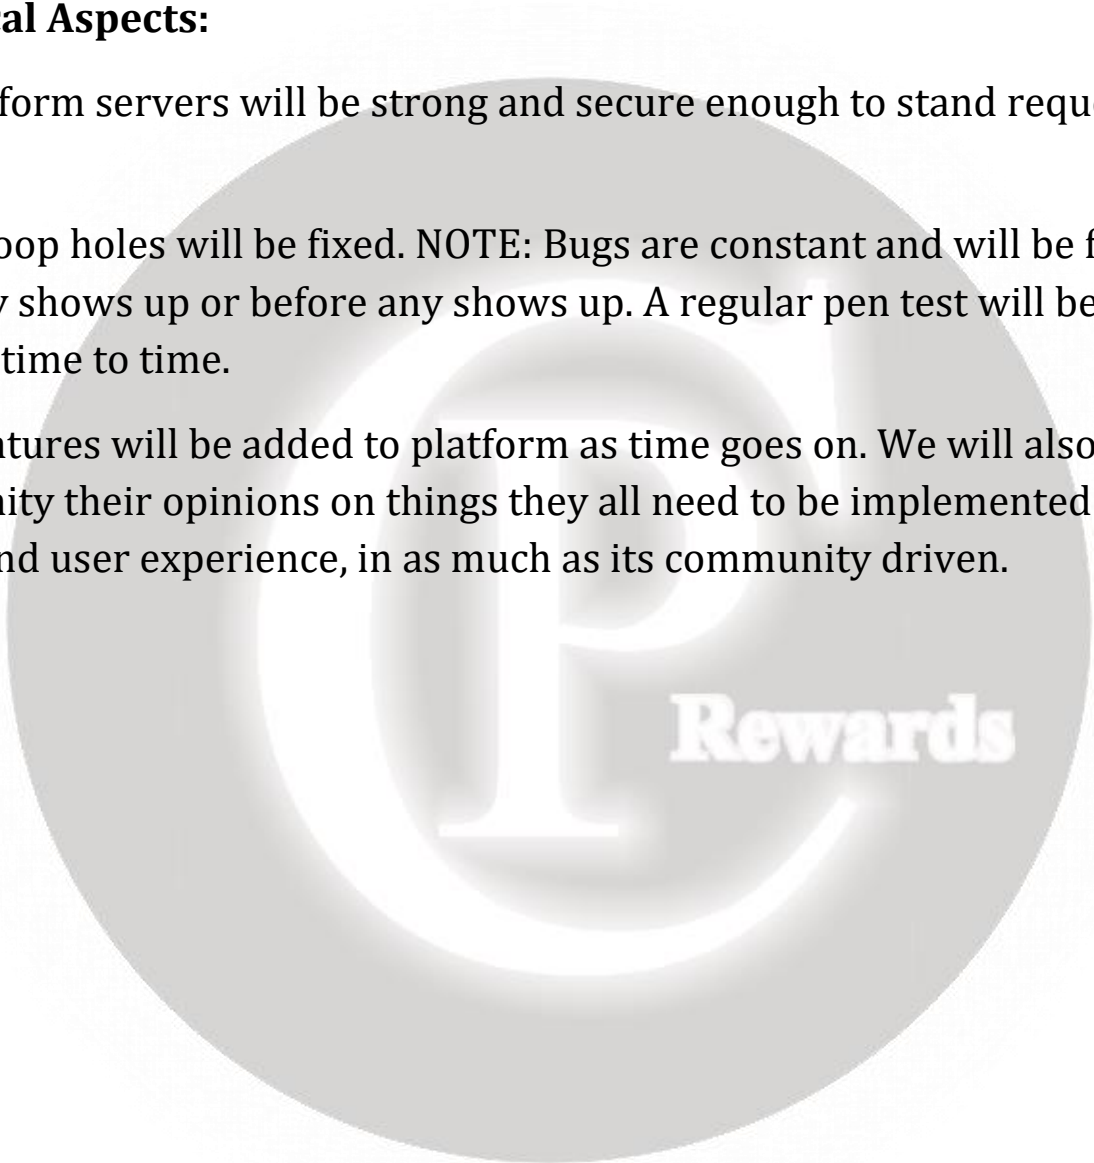 cal Aspects:
form servers will be strong and secure enough to stand requ
oop holes will be fixed. NOTE: Bugs are constant and will be f
y shows up or before any shows up. A regular pen test will be
time to time.
atures will be added to platform as time goes on. We will also
nity their opinions on things they all need to be implemented
nd user experience, in as much as its community driven.
CP
Rewards